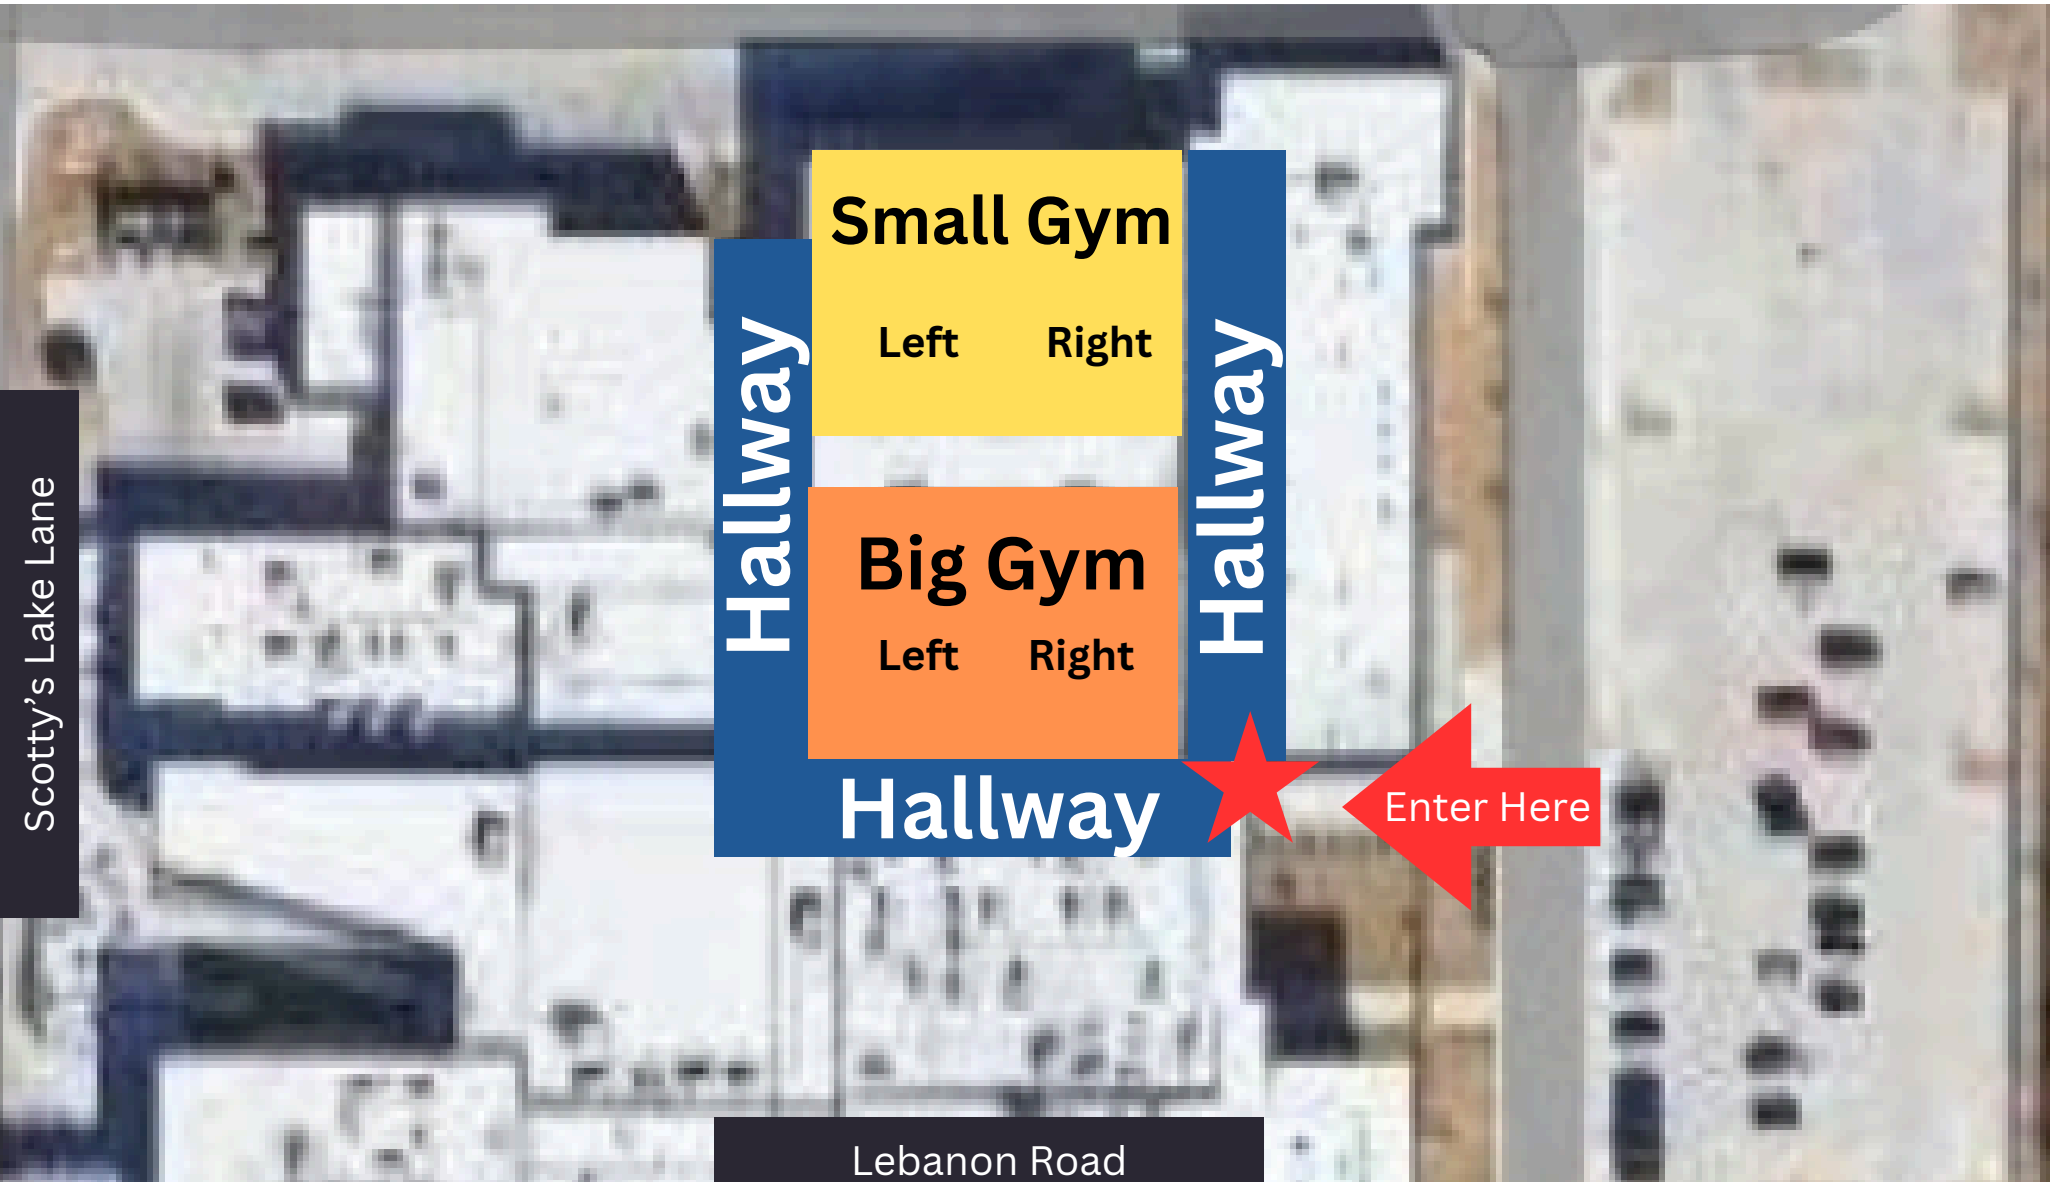 Small Gym
Left Right
Hallway
Hallway
Big Gym
Left Right
Hallway
Enter Here
Scotty’s Lake Lane
Lebanon Road